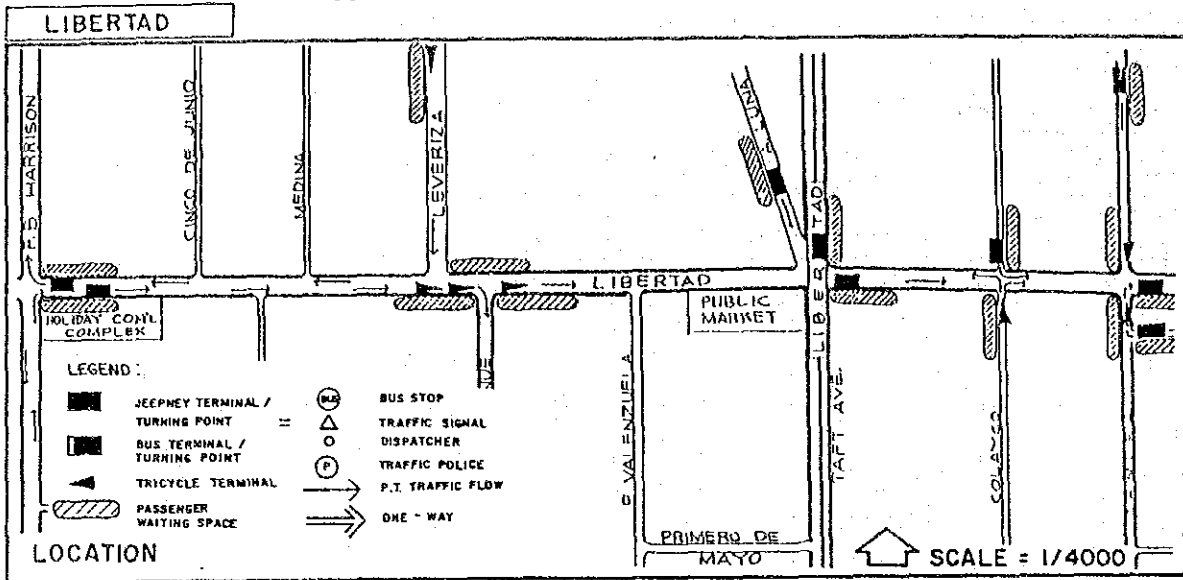 LIBERTAD
F.B. HARRISON
CINCO DE JUNIO
MEDINA
LEVERIZA
LUNA
LIBERTAD
LIBERTAD
PUBLIC
MARKET
HOLIDAY COM'L
COMPLEX
VALENZUELA
TAFT AVE.
PRIMERO DE
MAYO
LEGEND:
JEEPNEY TERMINAL /
TURNING POINT
BUS TERMINAL /
TURNING POINT
TRICYCLE TERMINAL
PASSENGER
WAITING SPACE
=
BUS
BUS STOP
TRAFFIC SIGNAL
DISPATCHER
P
TRAFFIC POLICE
P.T. TRAFFIC FLOW
ONE - WAY
LOCATION
SCALE = 1/4000